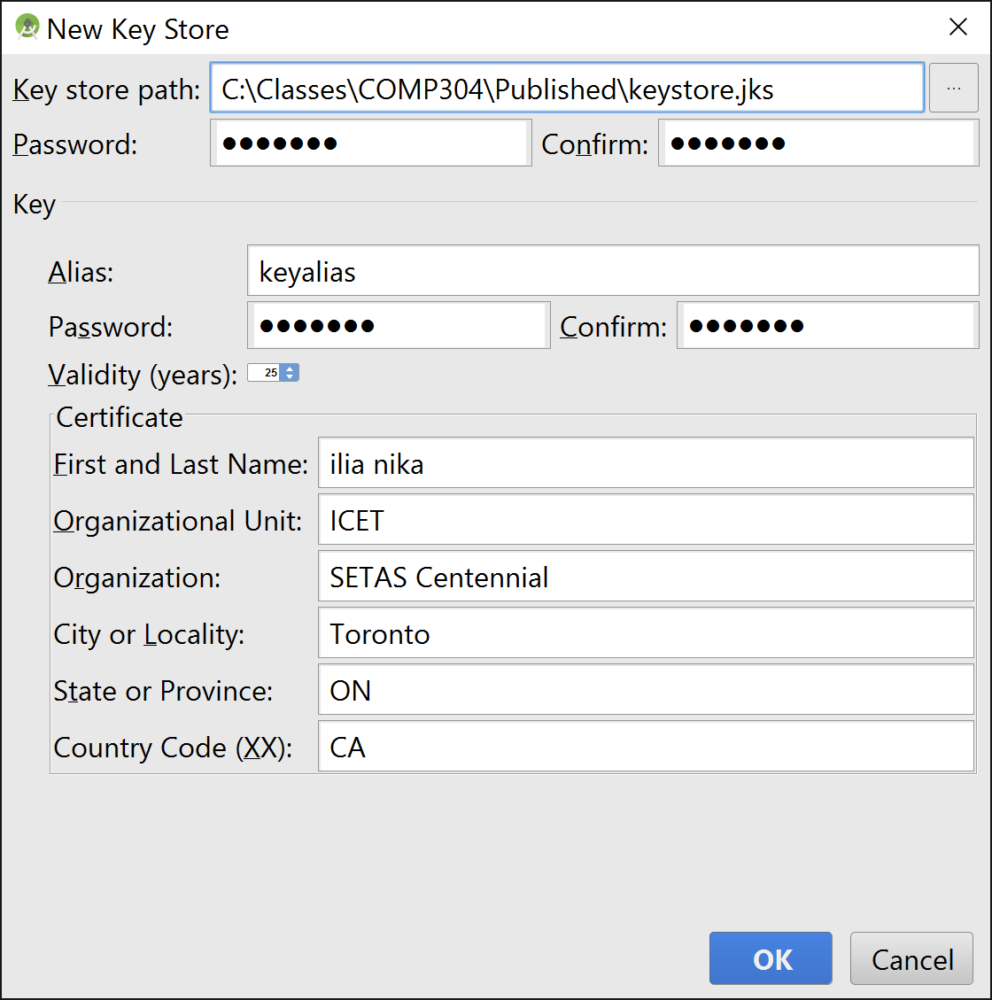 New Key Store
Key store path: C:\Classes\COMP304\Published\keystore.jks ...
Password: ●●●●●●● Confirm: ●●●●●●●
Key
Alias: keyalias
Password: ●●●●●●● Confirm: ●●●●●●●
Validity (years): 25
Certificate
First and Last Name: ilia nika
Organizational Unit: ICET
Organization: SETAS Centennial
City or Locality: Toronto
State or Province: ON
Country Code (XX): CA
OK Cancel